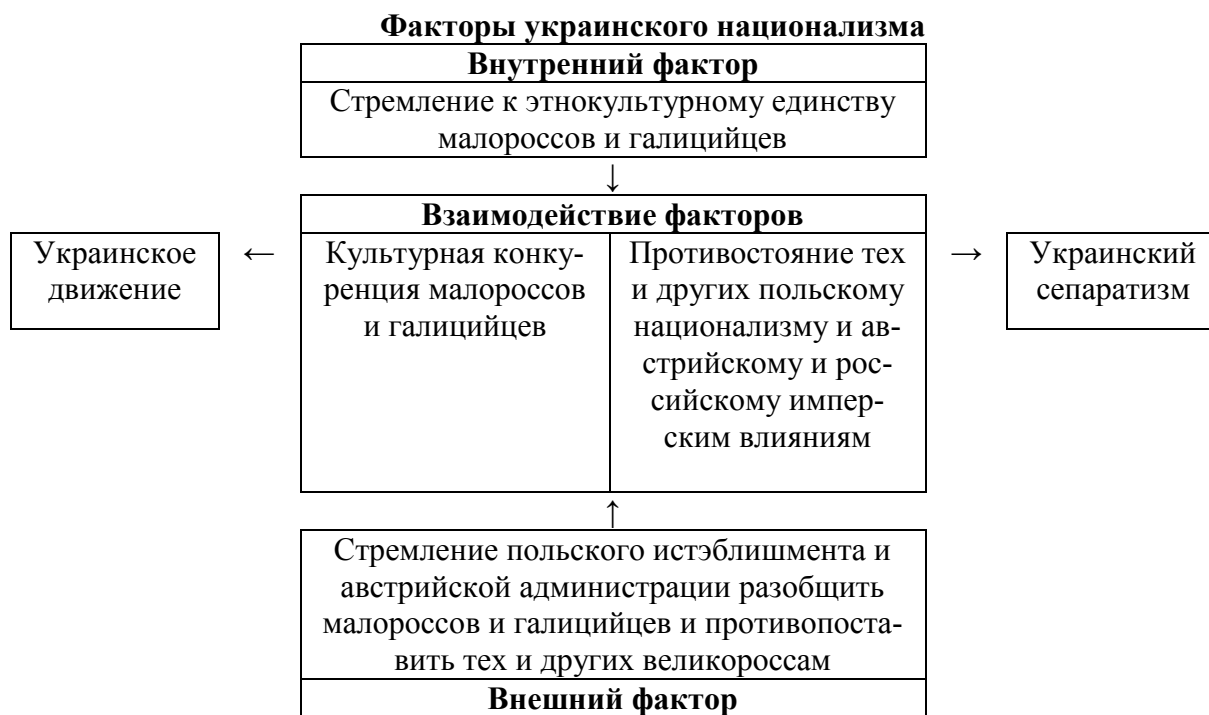 Факторы украинского национализма
Внутренний фактор
Стремление к этнокультурному единству
малороссов и галицийцев
↓
Взаимодействие факторов
Украинское
движение
←
Культурная конку-
ренция малороссов
и галицийцев
Противостояние тех
и других польскому
национализму и ав-
стрийскому и рос-
сийскому импер-
ским влияниям
→
Украинский
сепаратизм
↑
Стремление польского истэблишмента и
австрийской администрации разобщить
малороссов и галицийцев и противопоста-
вить тех и других великороссам
Внешний фактор